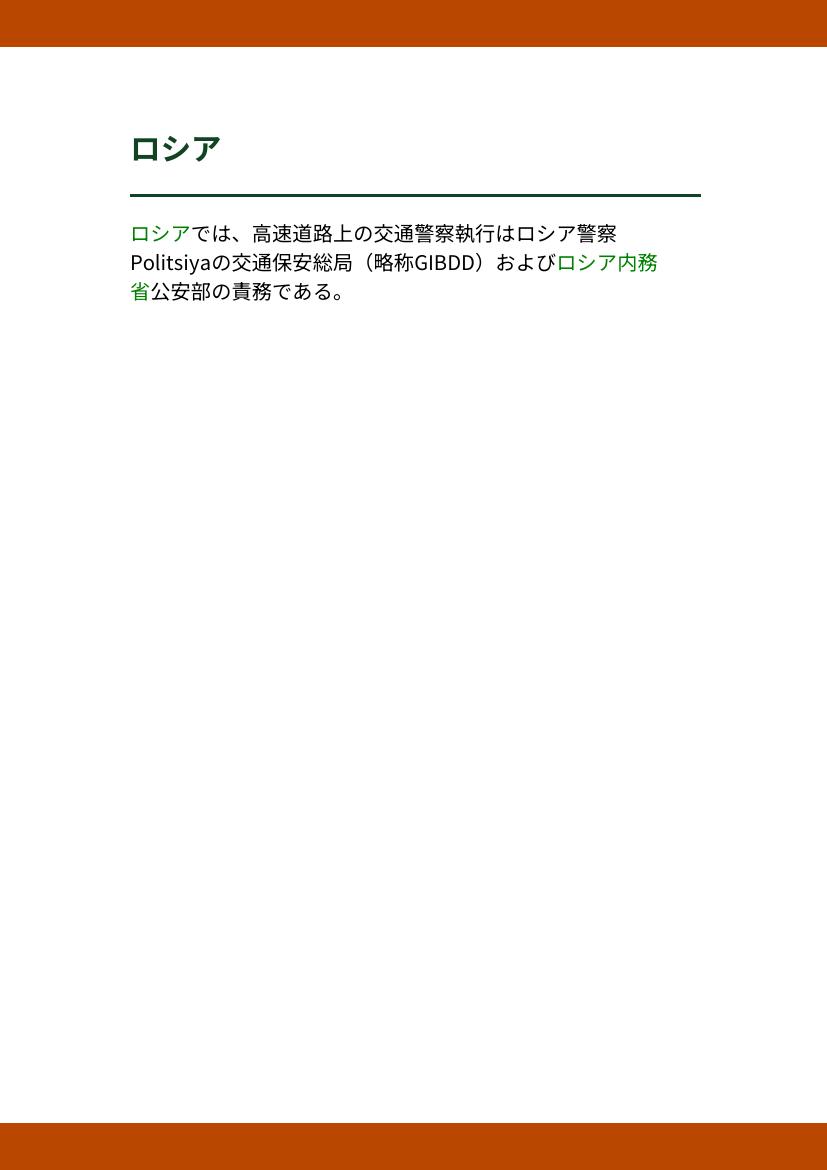 ロシア
ロシアでは、高速道路上の交通警察執行はロシア警察
Politsiyaの交通保安総局（略称GIBDD）およびロシア内務
省公安部の責務である。